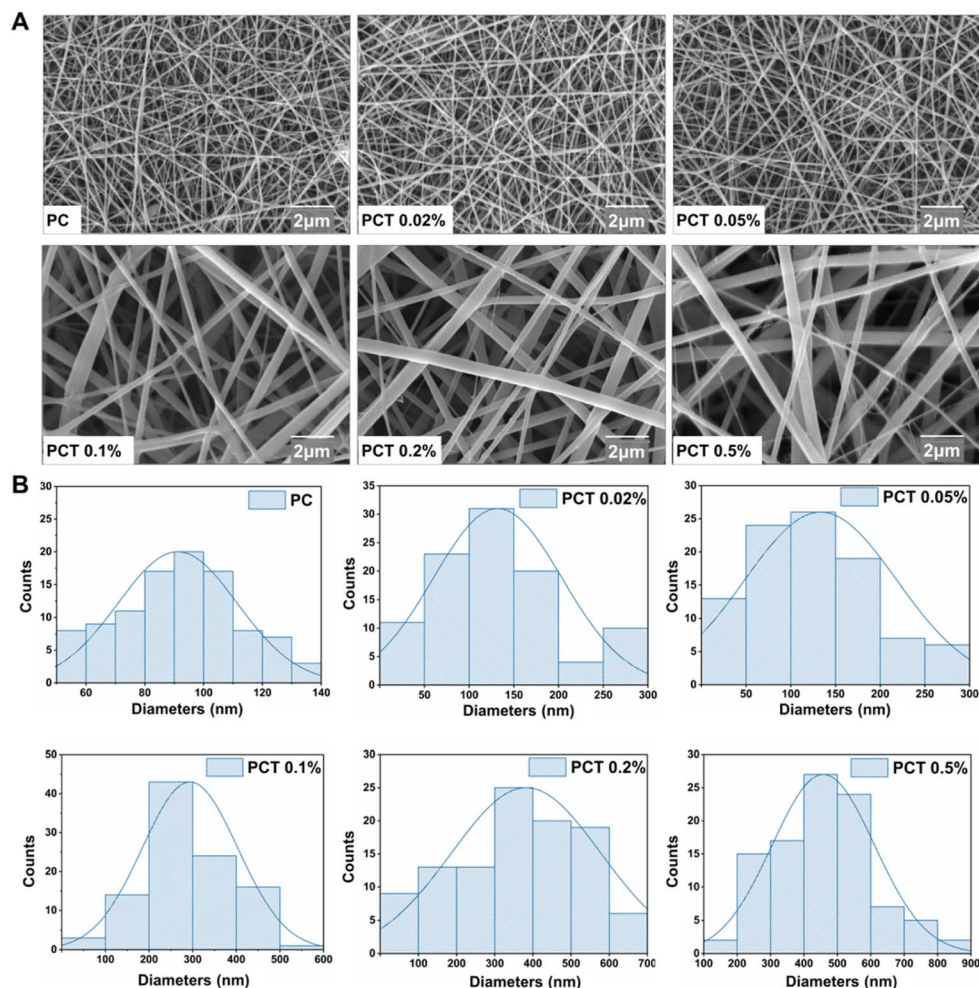 A
PC
2μm
PCT 0.02%
2μm
PCT 0.05%
2μm
PCT 0.1%
2μm
PCT 0.2%
2μm
PCT 0.5%
2μm
B
PC
Counts
30
25
20
15
10
5
0
60 80 100 120 140
Diameters (nm)
PCT 0.02%
Counts
35
30
25
20
15
10
5
0
50 100 150 200 250 300
Diameters (nm)
PCT 0.05%
Counts
30
25
20
15
10
5
0
50 100 150 200 250 300
Diameters (nm)
PCT 0.1%
Counts
50
40
30
20
10
0
100 200 300 400 500 600
Diameters (nm)
PCT 0.2%
Counts
30
25
20
15
10
5
0
100 200 300 400 500 600 700
Diameters (nm)
PCT 0.5%
Counts
30
25
20
15
10
5
0
100 200 300 400 500 600 700 800 900
Diameters (nm)